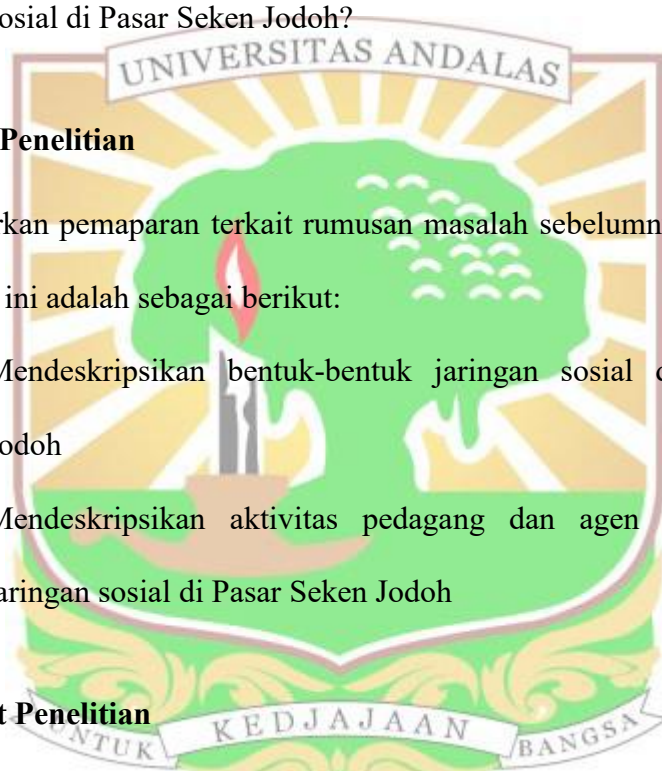 osial di Pasar Seken Jodoh?
UNIVERSITAS ANDALAS
Penelitian
rkan pemaparan terkait rumusan masalah sebelumn
ini adalah sebagai berikut:
Mendeskripsikan bentuk-bentuk jaringan sosial d
odoh
Mendeskripsikan aktivitas pedagang dan agen
aringan sosial di Pasar Seken Jodoh
t Penelitian
UNTUK KEDJAJAAN BANGSA